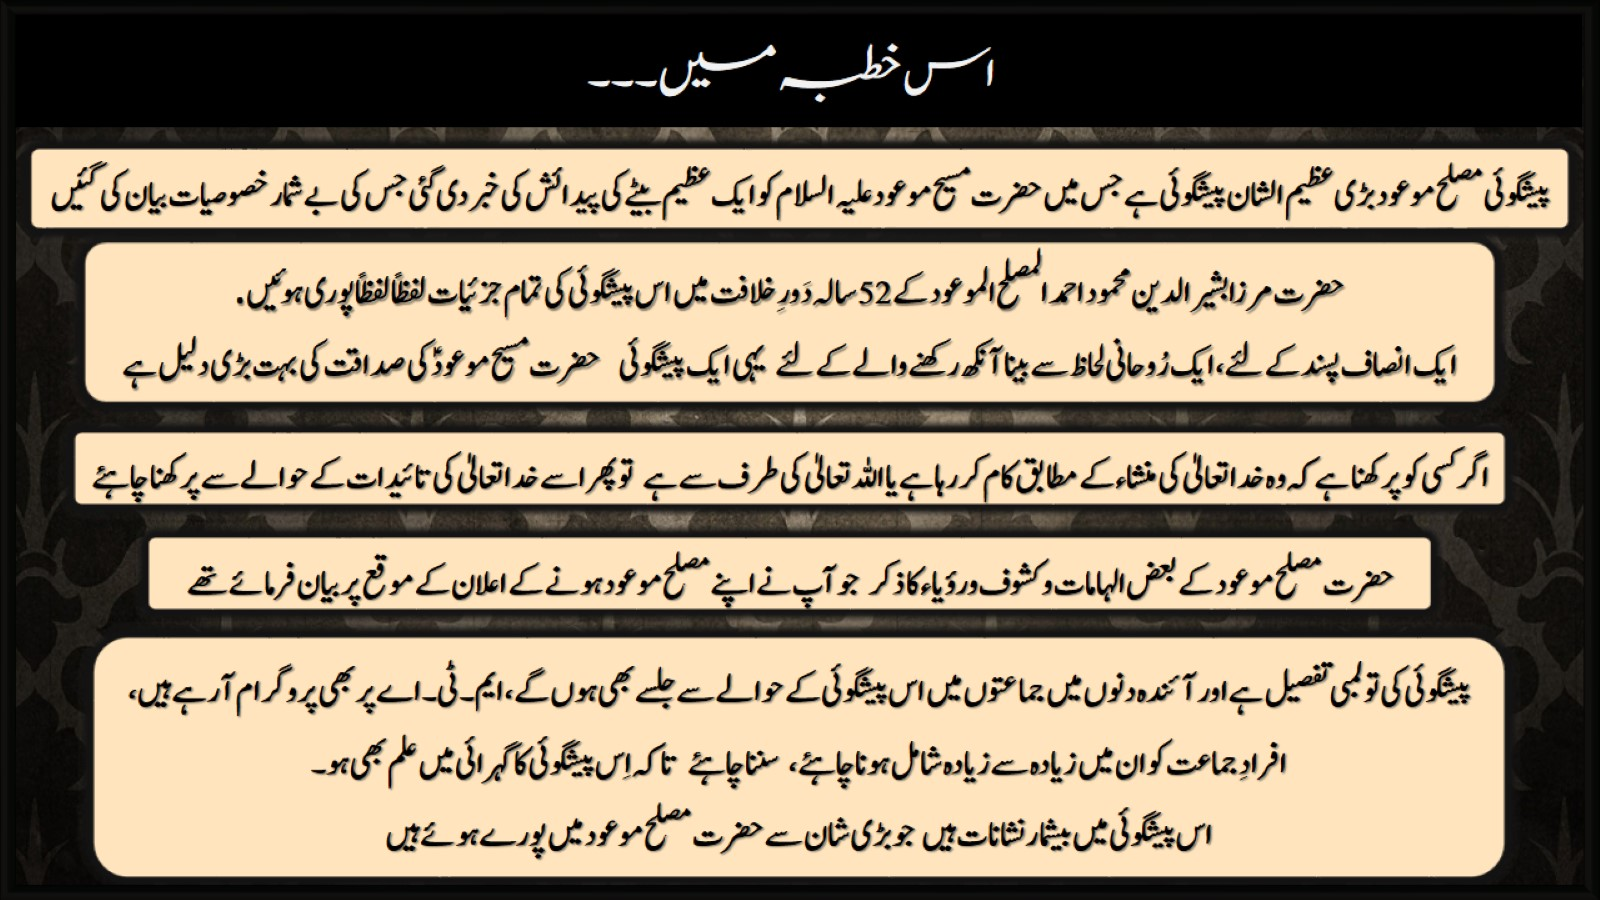 اس خطبہ میں۔۔۔
پیشگوئی مصلح موعود بڑی عظیم الشان پیشگوئی ہے جس میں حضرت مسیح موعود علیہ السلام کو ایک عظیم بیٹے کی پیدائش کی خبر دی گئی جس کی بے شمار خصوصیات بیان کی گئیں
حضرت مرزا بشیر الدین محمود احمد المصلح الموعود کے 52 سالہ دَورِ خلافت میں اس پیشگوئی کی تمام جزئیات لفظاً لفظاً پوری ہوئیں.
ایک انصاف پسند کے لئے، ایک رُوحانی لحاظ سے بینا آنکھ رکھنے والے کے لئے یہی ایک پیشگوئی حضرت مسیح موعودؑ کی صداقت کی بہت بڑی دلیل ہے
اگر کسی کو پرکھنا ہے کہ وہ خدا تعالیٰ کی منشاء کے مطابق کام کر رہا ہے یا اللہ تعالیٰ کی طرف سے ہے تو پھر اسے خدا تعالیٰ کی تائیدات کے حوالے سے پرکھنا چاہئے
حضرت مصلح موعود کے بعض الہامات و کشوف و رؤیاء کا ذکر جو آپ نے اپنے مصلح موعود ہونے کے اعلان کے موقع پر بیان فرمائے تھے
پیشگوئی کی تو لمبی تفصیل ہے اور آئندہ دنوں میں جماعتوں میں اس پیشگوئی کے حوالے سے جلسے بھی ہوں گے، ایم۔ٹی۔اے پر بھی پروگرام آرہے ہیں،
افرادِ جماعت کو ان میں زیادہ سے زیادہ شامل ہونا چاہئے، سننا چاہئے تاکہ اِس پیشگوئی کا گہرائی میں علم بھی ہو۔
اس پیشگوئی میں بیشمار نشانات ہیں جو بڑی شان سے حضرت مصلح موعود میں پورے ہوئے ہیں